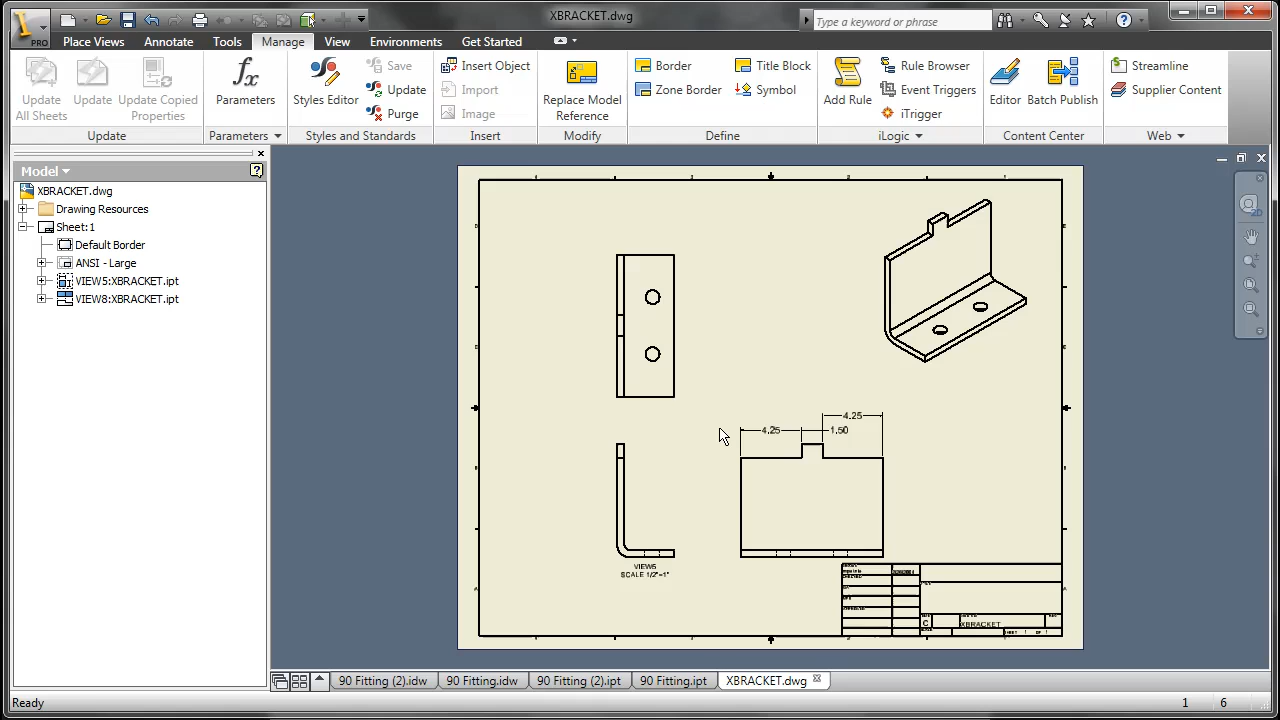 XBRACKET.dwg
Type a keyword or phrase
PRO
Place Views
Annotate
Tools
Manage
View
Environments
Get Started
Update
All Sheets
Update
Update Copied
Properties
Update
Parameters
Parameters
Styles Editor
Save
Update
Purge
Styles and Standards
Insert Object
Import
Image
Insert
Replace Model
Reference
Modify
Border
Title Block
Zone Border
Symbol
Define
Add Rule
Rule Browser
Event Triggers
iTrigger
iLogic
Editor
Batch Publish
Content Center
Streamline
Supplier Content
Web
Model
XBRACKET.dwg
Drawing Resources
Sheet:1
Default Border
ANSI - Large
VIEW5:XBRACKET.ipt
VIEW8:XBRACKET.ipt
2D
4.25
4.25
1.50
VIEW5
SCALE 1/2"=1"
C
XBRACKET
SHEET 1 OF 1
90 Fitting (2).idw
90 Fitting.idw
90 Fitting (2).ipt
90 Fitting.ipt
XBRACKET.dwg
Ready
1
6